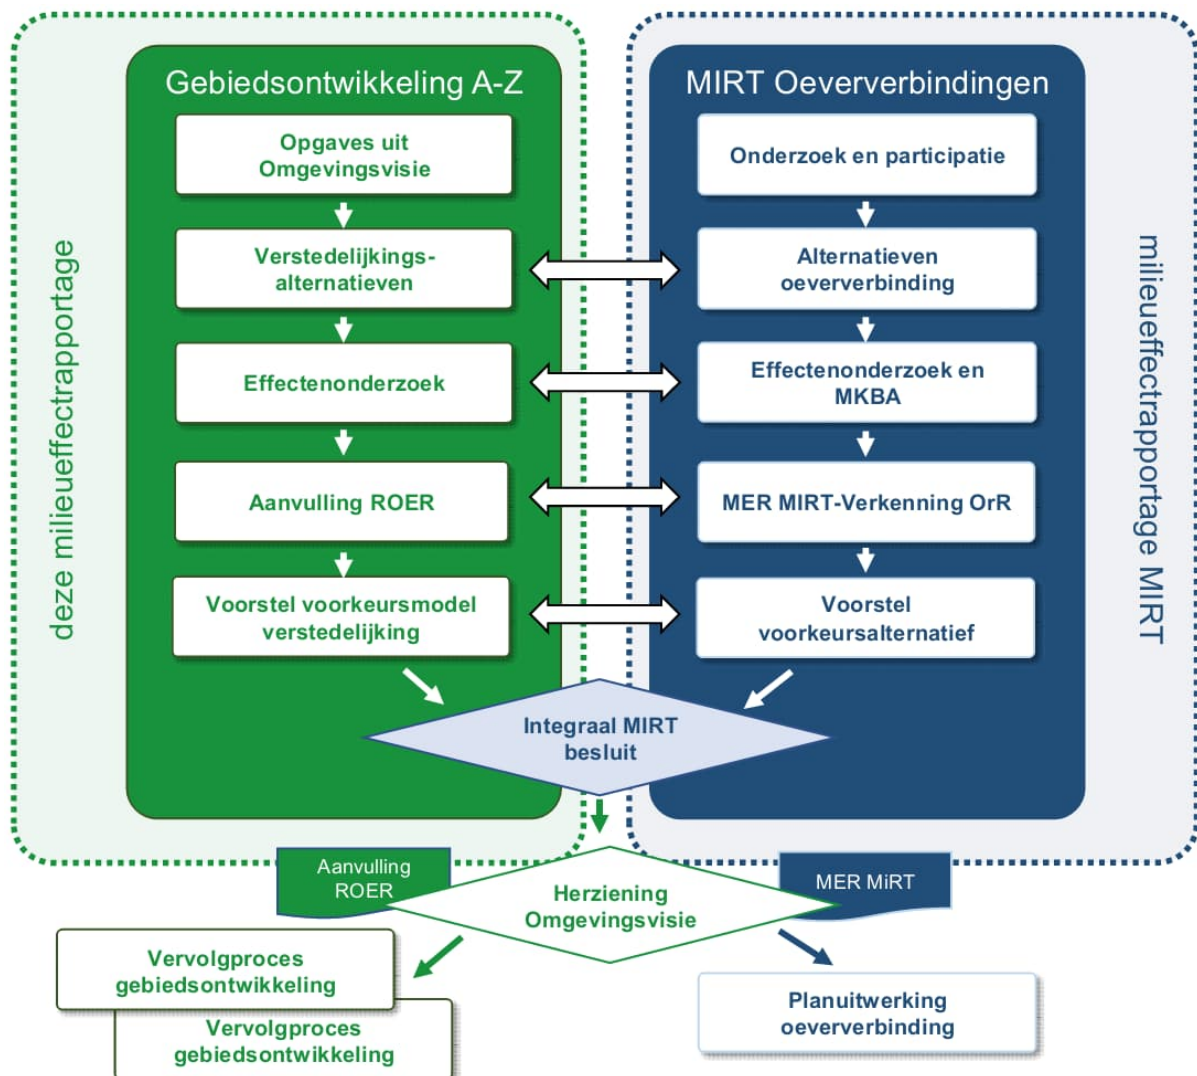 Gebiedsontwikkeling A-Z
Opgaves uit
Omgevingsvisie
Verstedelijkings-
alternatieven
Effectenonderzoek
Aanvulling ROER
Voorstel voorkeursmodel
verstedelijking
deze milieueffectrapportage
MIRT Oeververbindingen
Onderzoek en participatie
Alternatieven
oeververbinding
Effectenonderzoek en
MKBA
MER MIRT-Verkenning OrR
Voorstel
voorkeursalternatief
milieueffectrapportage MIRT
Integraal MIRT
besluit
Aanvulling
ROER
Herziening
Omgevingsvisie
MER MiRT
Vervolgproces
gebiedsontwikkeling
Vervolgproces
gebiedsontwikkeling
Planuitwerking
oeververbinding